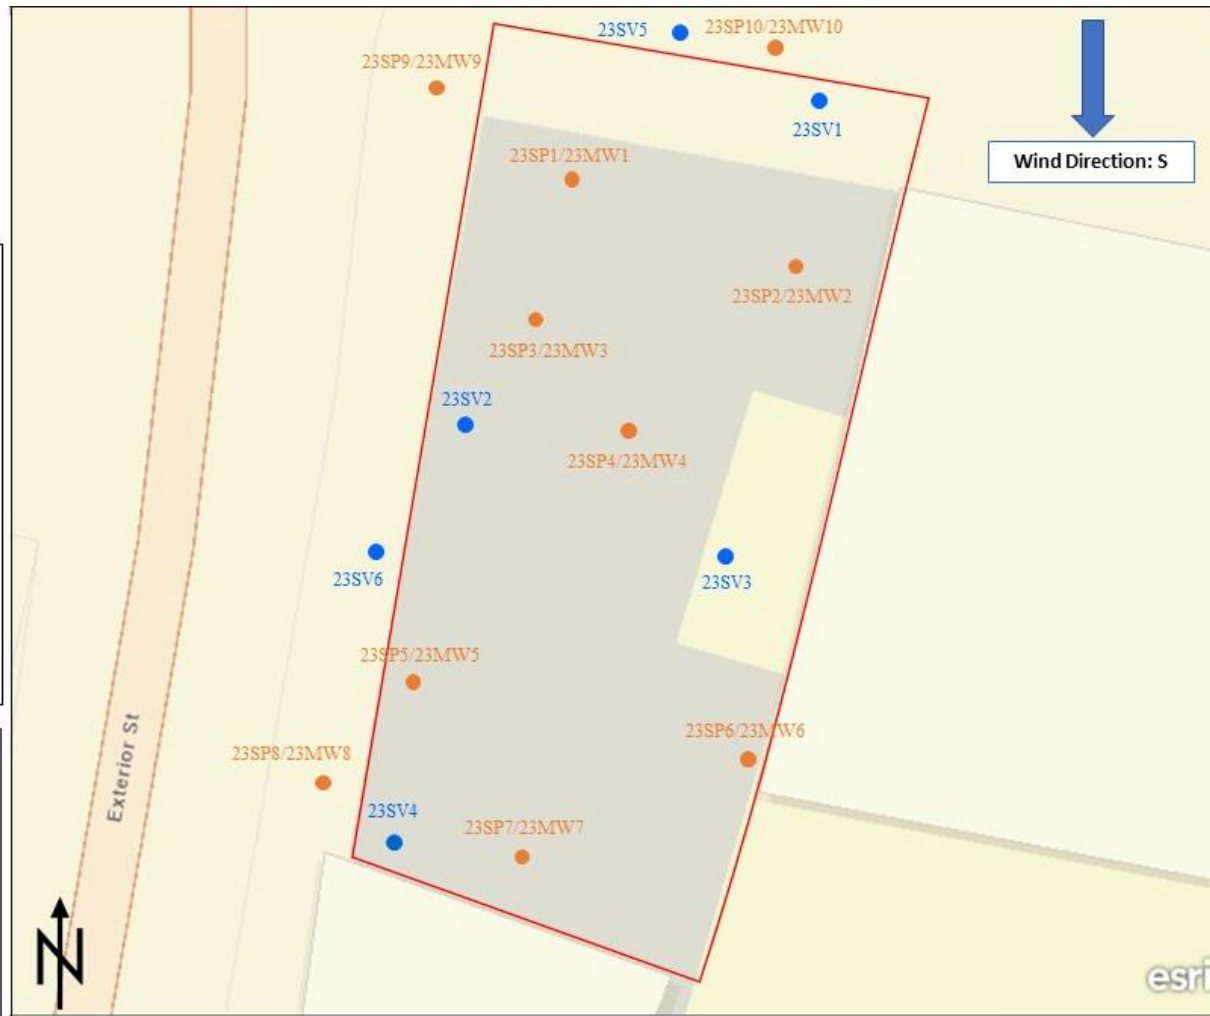 23SV5
23SP10/23MW10
23SP9/23MW9
23SV1
Wind Direction: S
23SP1/23MW1
23SP2/23MW2
23SP3/23MW3
23SV2
23SP4/23MW4
23SV6
23SV3
23SP5/23MW5
23SP6/23MW6
23SP8/23MW8
Exterior St
23SV4
23SP7/23MW7
N
esri